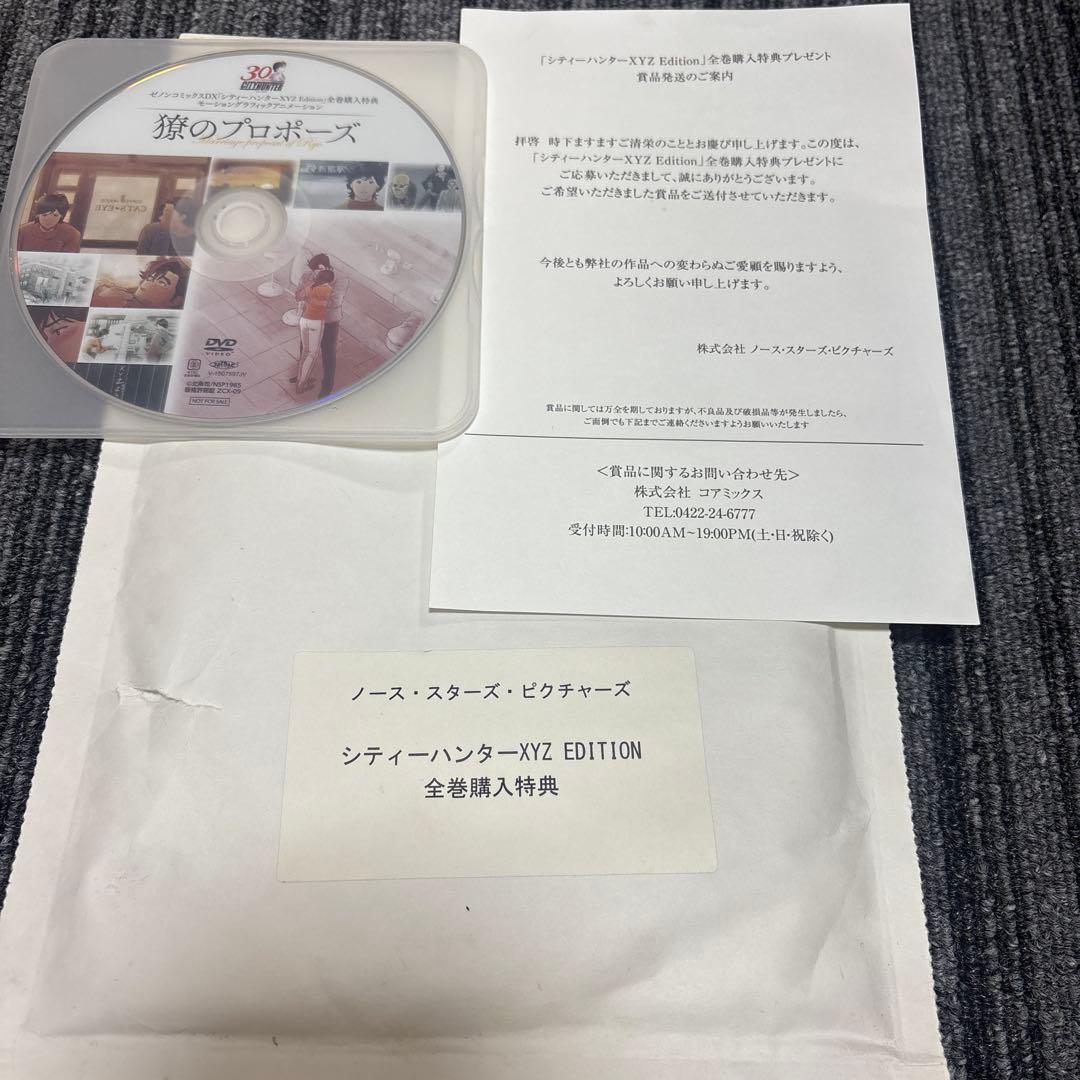 30
CITYHUNTER
ゼノンコミックスDX「シティーハンターXYZ Edition」全巻購入特典
モーショングラフィックアニメーション
獠のプロポーズ
Marriage proposal of Ryo
CAT'S♥EYE
DVD
VIDEO
V-1507597JV
©北条司/NSP1985
版権許諾証 ZCX-09
NOT FOR SALE
「シティーハンターXYZ Edition」全巻購入特典プレゼント
賞品発送のご案内
拝啓 時下ますますご清栄のこととお慶び申し上げます。この度は、
「シティーハンターXYZ Edition」全巻購入特典プレゼントに
ご応募いただきまして、誠にありがとうございます。
ご希望いただきました賞品をご送付させていただきます。
今後とも弊社の作品への変わらぬご愛顧を賜りますよう、
よろしくお願い申し上げます。
株式会社 ノース・スターズ・ピクチャーズ
賞品に関しては万全を期しておりますが、不良品及び破損品等が発生しましたら、
ご面倒でも下記までご連絡くださいますようお願いいたします
＜賞品に関するお問い合わせ先＞
株式会社 コアミックス
TEL:0422-24-6777
受付時間:10:00AM~19:00PM(土・日・祝除く)
ノース・スターズ・ピクチャーズ
シティーハンターXYZ EDITION
全巻購入特典